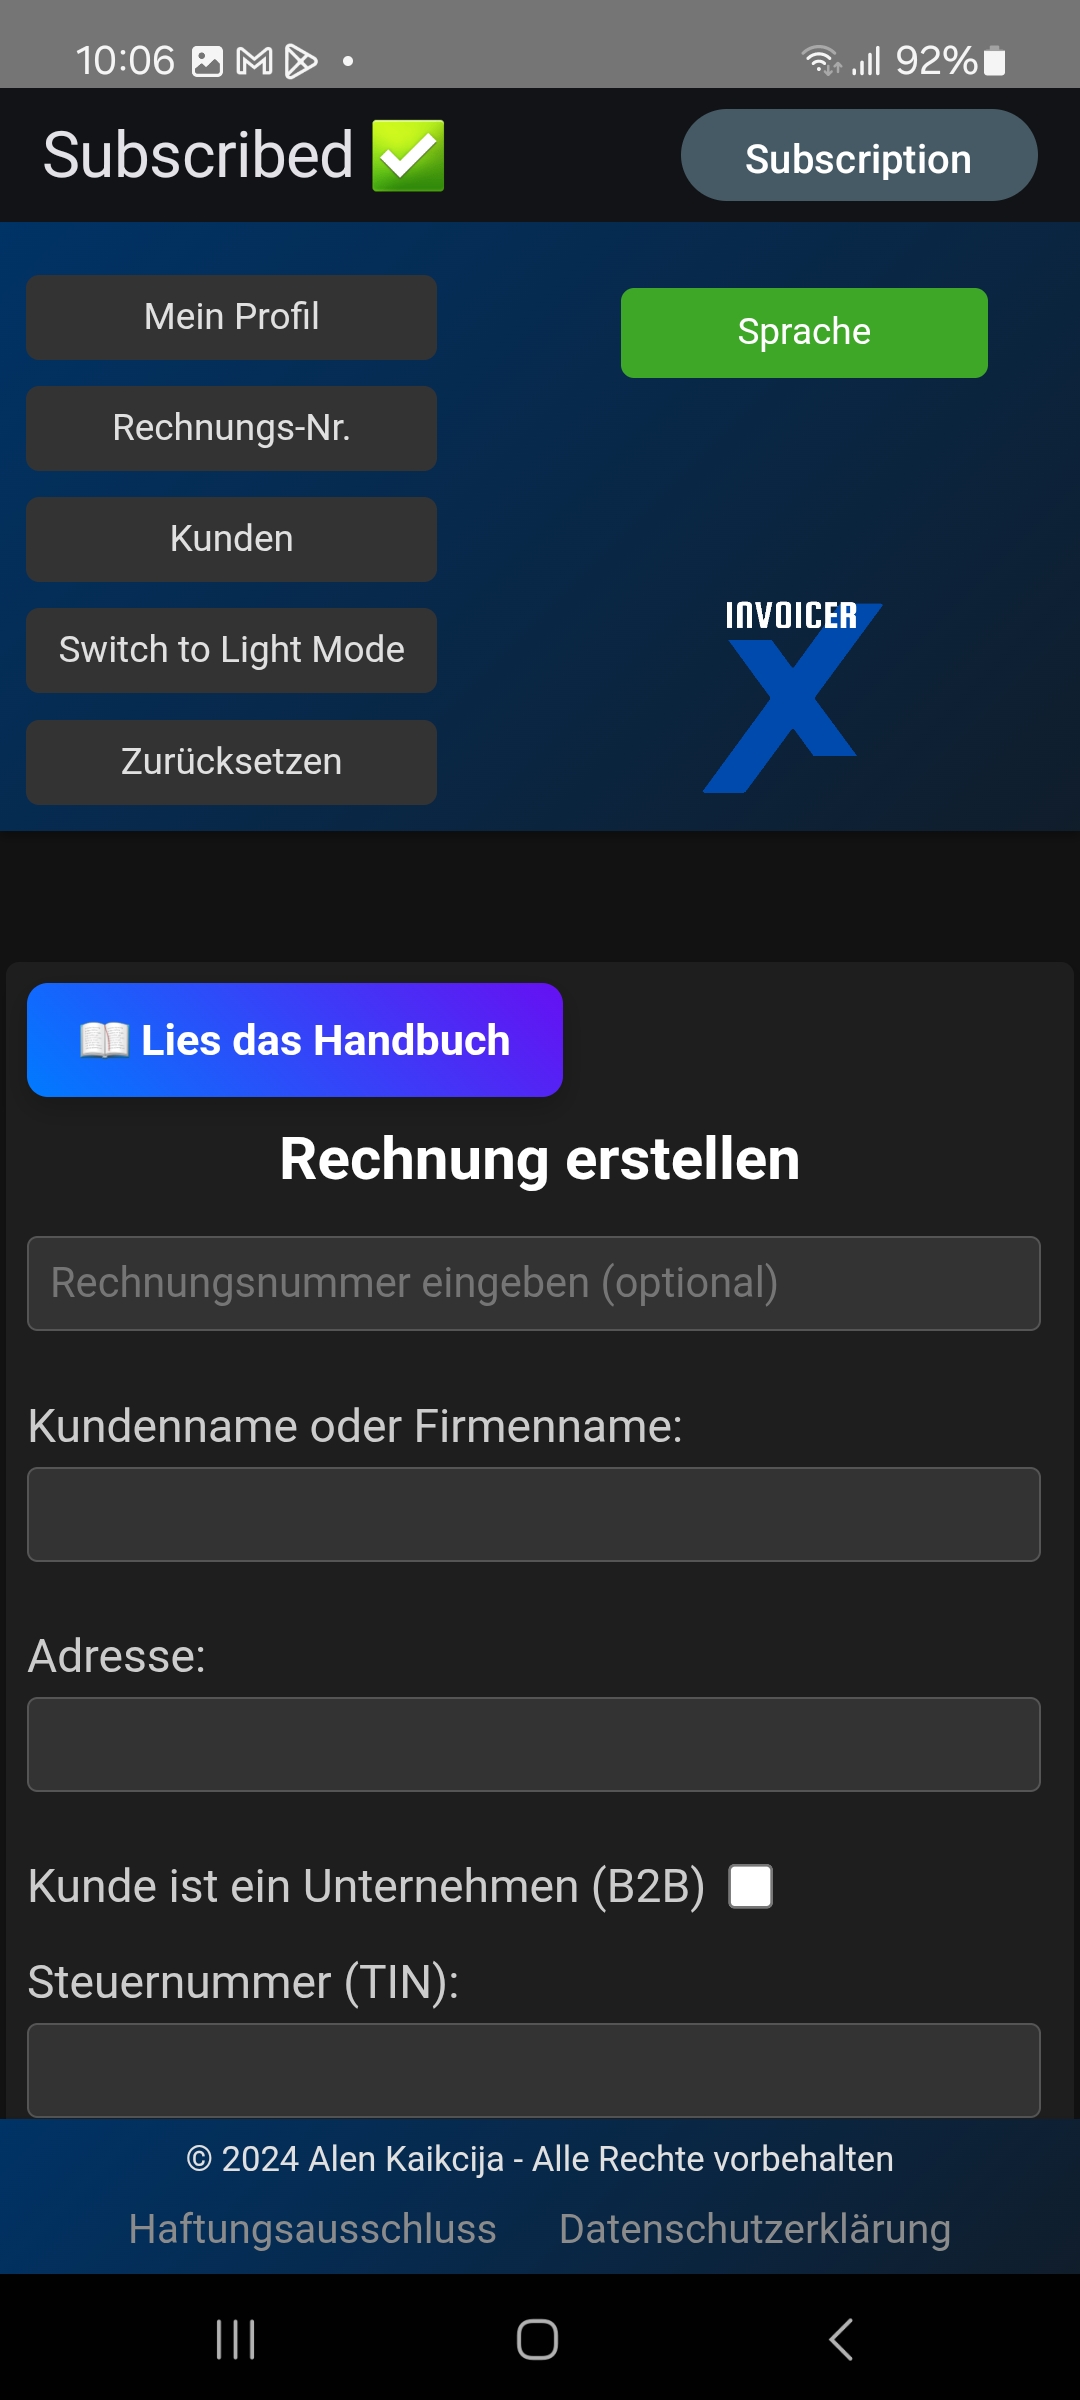 10:06
92%
Subscribed ✅
Subscription
Mein Profil
Sprache
Rechnungs-Nr.
Kunden
Switch to Light Mode
Zurücksetzen
INVOICER
X
📖 Lies das Handbuch
Rechnung erstellen
Rechnungsnummer eingeben (optional)
Kundenname oder Firmenname:
Adresse:
Kunde ist ein Unternehmen (B2B)
Steuernummer (TIN):
© 2024 Alen Kaikcija - Alle Rechte vorbehalten
Haftungsausschluss Datenschutzerklärung